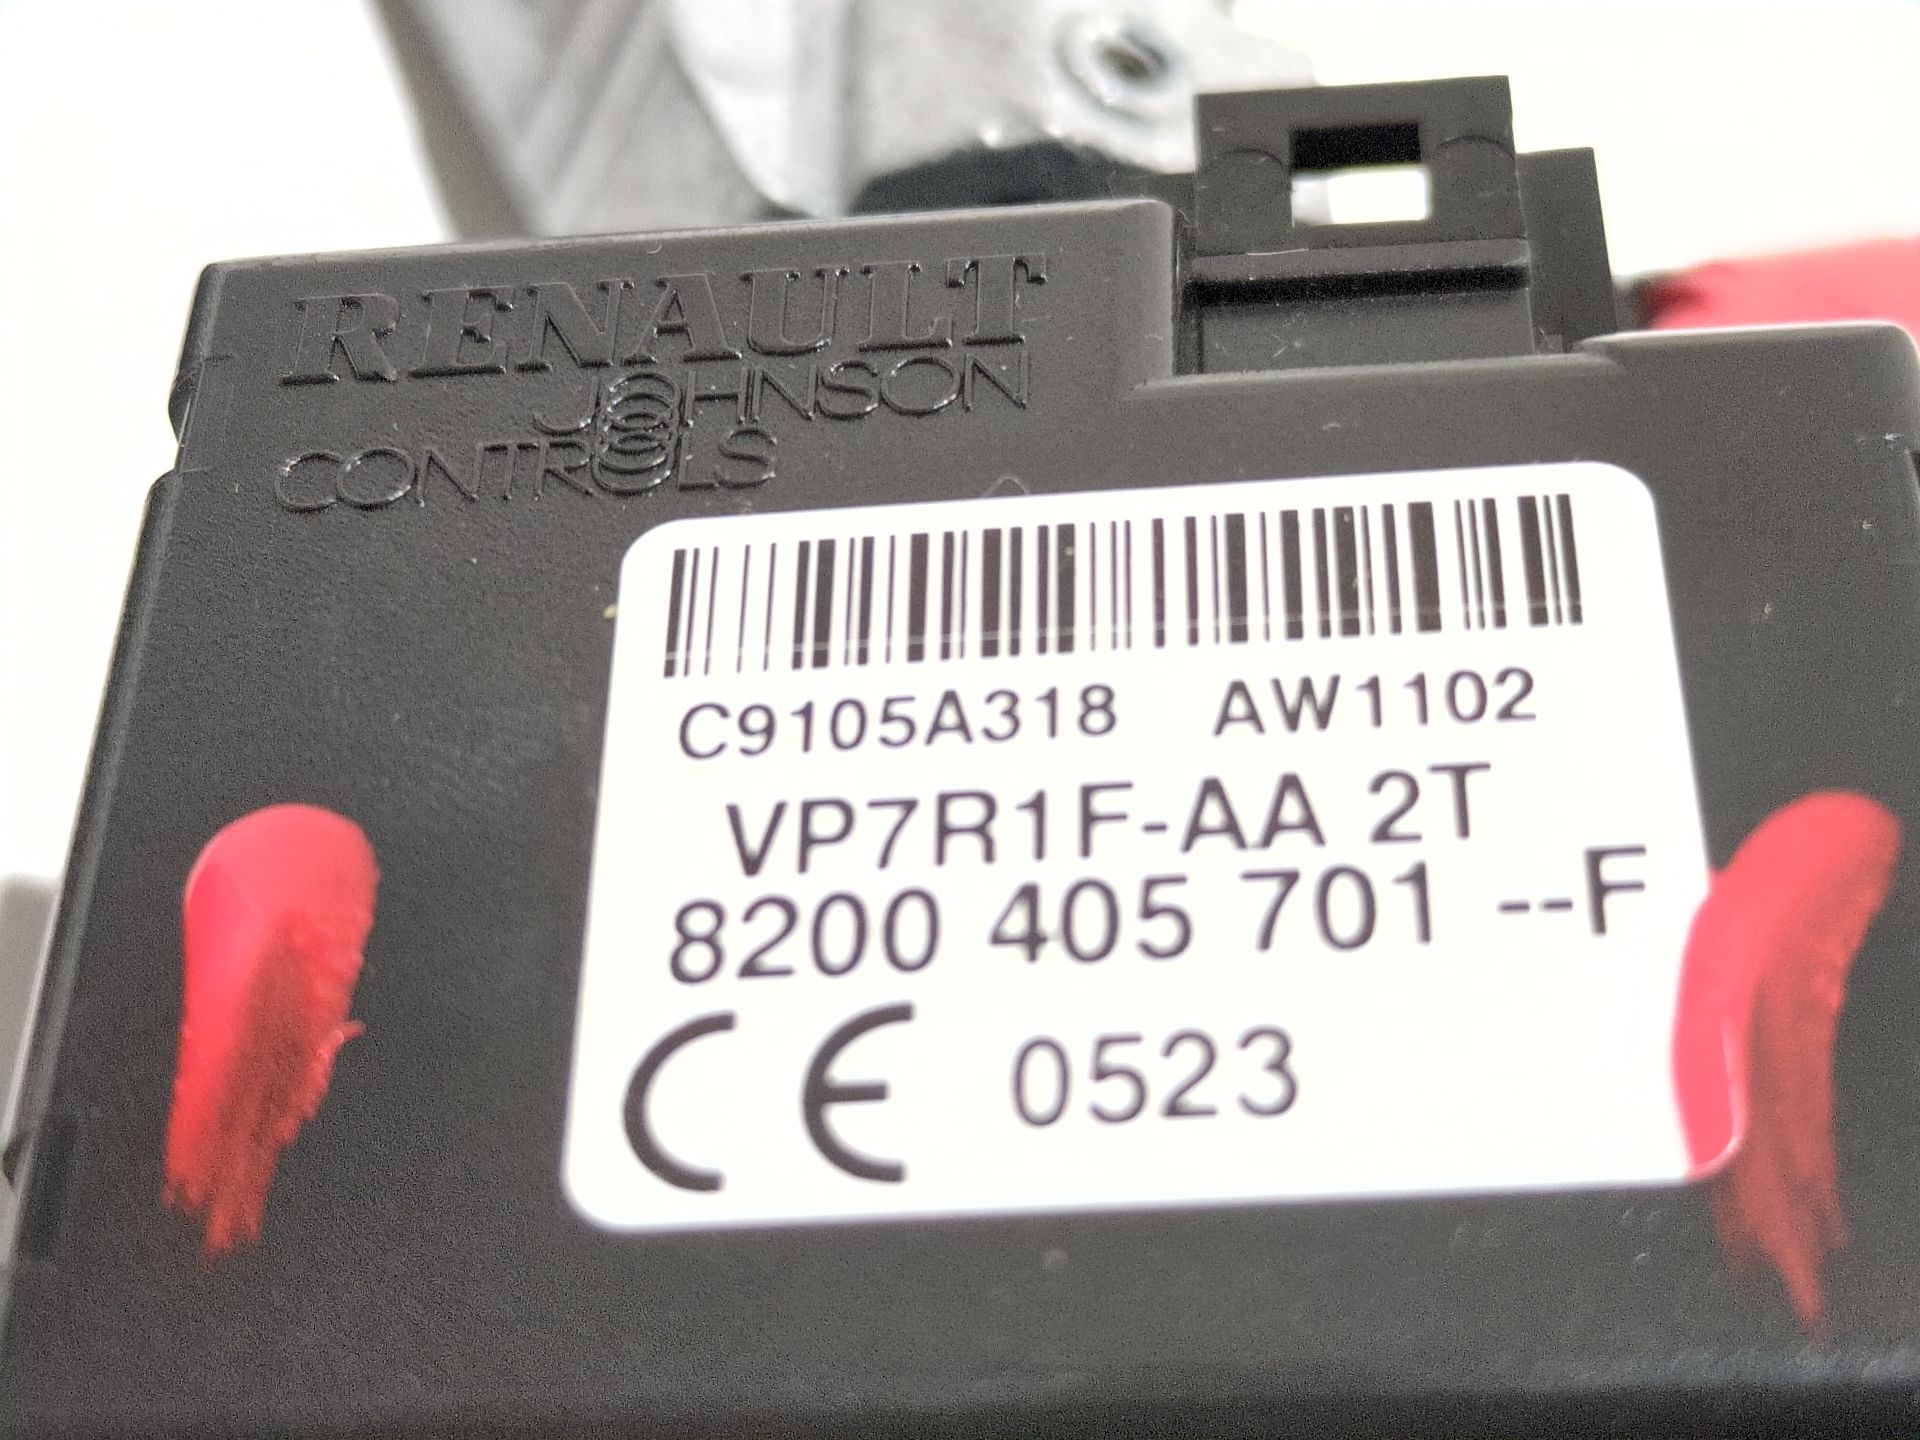 RENAULT
JOHNSON
CONTROLS
C9105A318 AW1102
VP7R1F-AA 2T
8200 405 701 --F
CE 0523